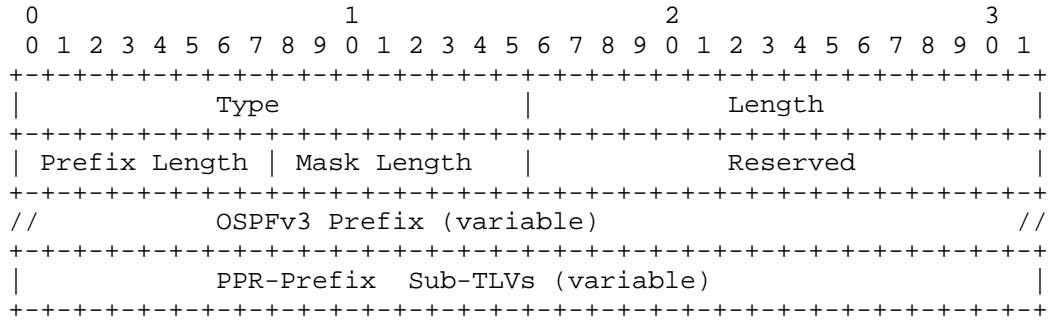 0                   1                   2                   3
 0 1 2 3 4 5 6 7 8 9 0 1 2 3 4 5 6 7 8 9 0 1 2 3 4 5 6 7 8 9 0 1
+-+-+-+-+-+-+-+-+-+-+-+-+-+-+-+-+-+-+-+-+-+-+-+-+-+-+-+-+-+-+-+-+
|            Type               |            Length             |
+-+-+-+-+-+-+-+-+-+-+-+-+-+-+-+-+-+-+-+-+-+-+-+-+-+-+-+-+-+-+-+-+
| Prefix Length | Mask Length   |            Reserved           |
+-+-+-+-+-+-+-+-+-+-+-+-+-+-+-+-+-+-+-+-+-+-+-+-+-+-+-+-+-+-+-+-+
//           OSPFv3 Prefix (variable)                          //
+-+-+-+-+-+-+-+-+-+-+-+-+-+-+-+-+-+-+-+-+-+-+-+-+-+-+-+-+-+-+-+-+
|            PPR-Prefix  Sub-TLVs (variable)                    |
+-+-+-+-+-+-+-+-+-+-+-+-+-+-+-+-+-+-+-+-+-+-+-+-+-+-+-+-+-+-+-+-+